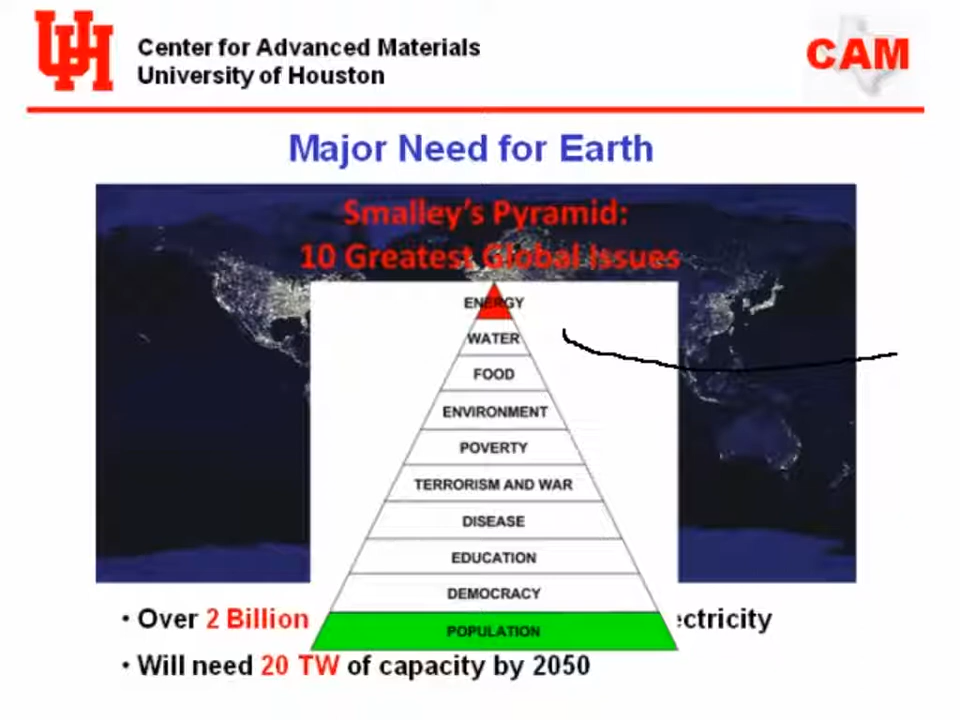 UH
Center for Advanced Materials
University of Houston
CAM
Major Need for Earth
Smalley's Pyramid:
10 Greatest Global Issues
ENERGY
WATER
FOOD
ENVIRONMENT
POVERTY
TERRORISM AND WAR
DISEASE
EDUCATION
DEMOCRACY
POPULATION
• Over 2 Billion ectricity
• Will need 20 TW of capacity by 2050